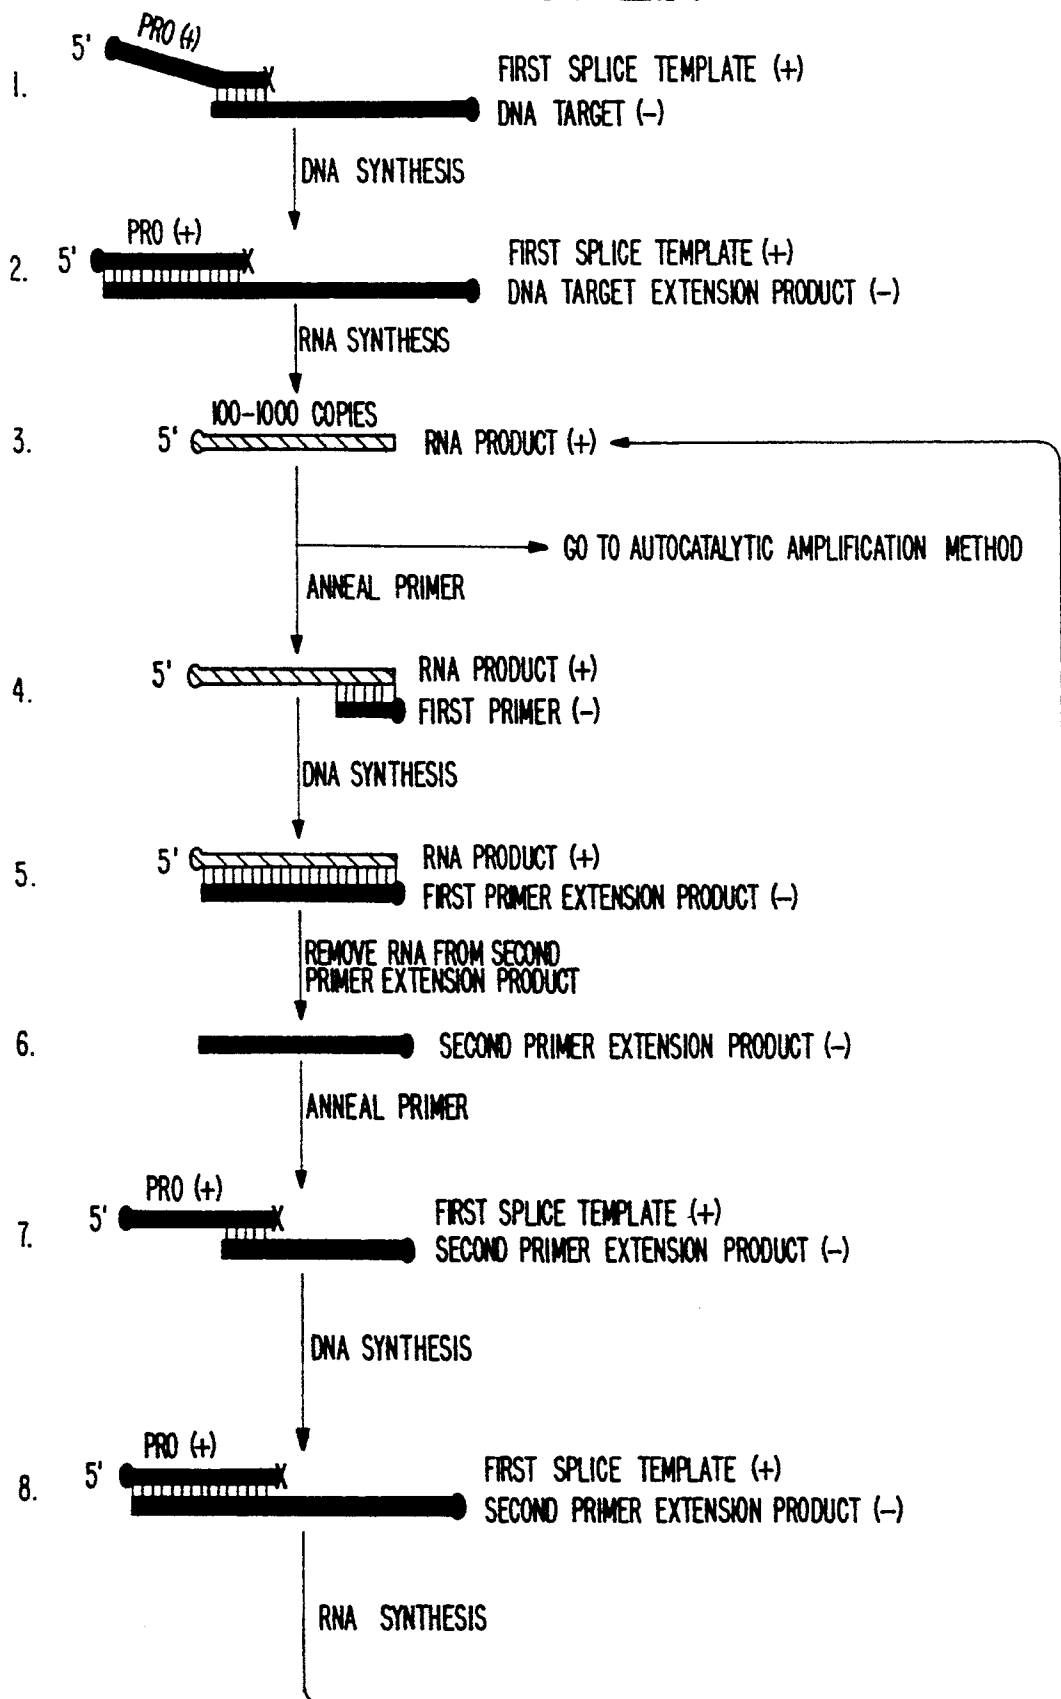 PRO (+)
5'
1.
X
FIRST SPLICE TEMPLATE (+)
DNA TARGET (-)
DNA SYNTHESIS
PRO (+)
2.
5'
X
FIRST SPLICE TEMPLATE (+)
DNA TARGET EXTENSION PRODUCT (-)
RNA SYNTHESIS
100-1000 COPIES
3.
5'
RNA PRODUCT (+)
GO TO AUTOCATALYTIC AMPLIFICATION METHOD
ANNEAL PRIMER
4.
5'
RNA PRODUCT (+)
FIRST PRIMER (-)
DNA SYNTHESIS
5.
5'
RNA PRODUCT (+)
FIRST PRIMER EXTENSION PRODUCT (-)
REMOVE RNA FROM SECOND
PRIMER EXTENSION PRODUCT
6.
SECOND PRIMER EXTENSION PRODUCT (-)
ANNEAL PRIMER
PRO (+)
7.
5'
X
FIRST SPLICE TEMPLATE (+)
SECOND PRIMER EXTENSION PRODUCT (-)
DNA SYNTHESIS
PRO (+)
8.
5'
X
FIRST SPLICE TEMPLATE (+)
SECOND PRIMER EXTENSION PRODUCT (-)
RNA SYNTHESIS